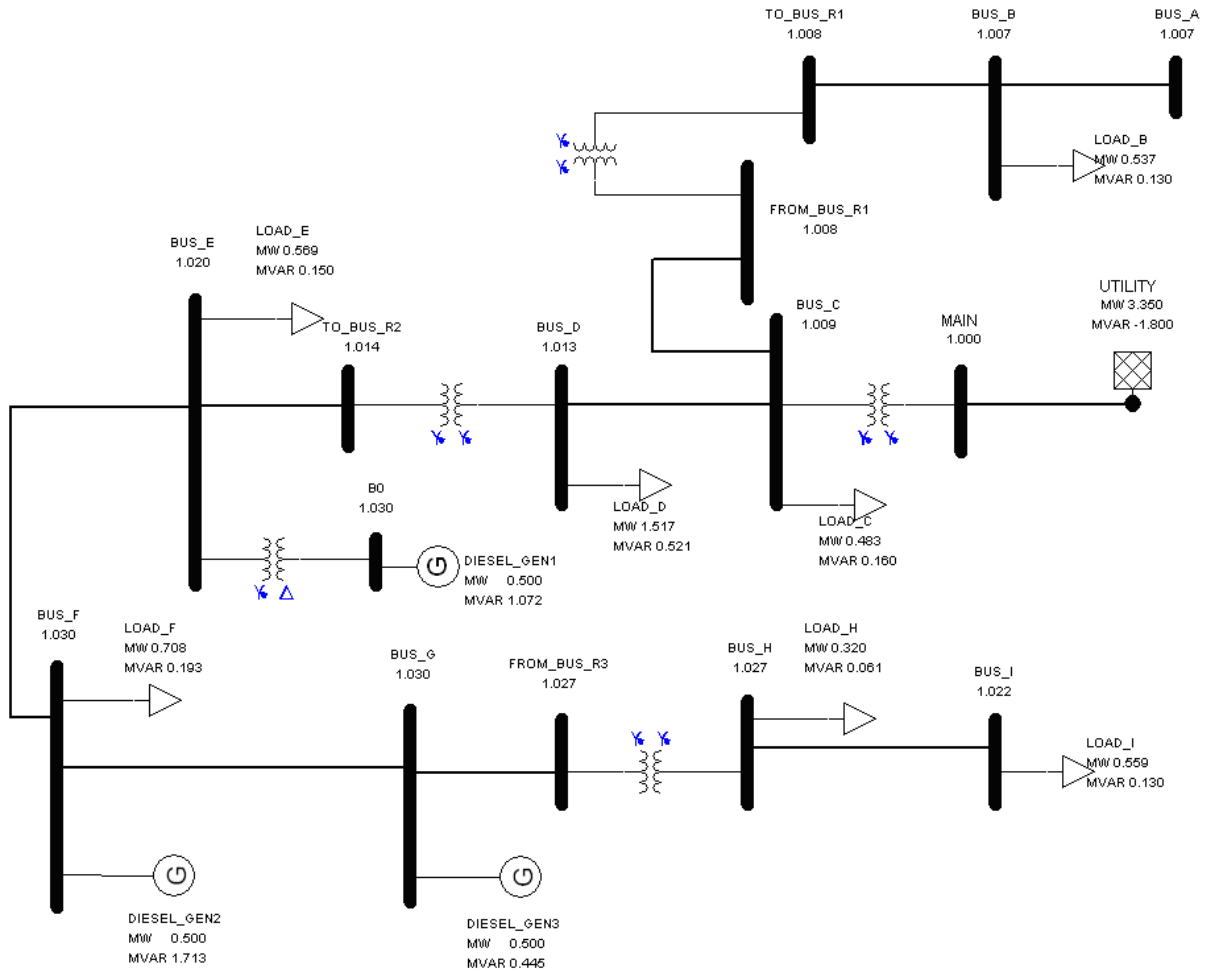 TO_BUS_R1
1.008
BUS_B
1.007
BUS_A
1.007
LOAD_B
MW 0.537
MVAR 0.130
FROM_BUS_R1
1.008
BUS_E
1.020
LOAD_E
MW 0.569
MVAR 0.150
TO_BUS_R2
1.014
BUS_D
1.013
BUS_C
1.009
MAIN
1.000
UTILITY
MW 3.350
MVAR -1.800
Y
Y
Y
Y
Y
Y
B0
1.030
LOAD_D
MW 1.517
MVAR 0.521
LOAD_C
MW 0.483
MVAR 0.160
G
DIESEL_GEN1
MW 0.500
MVAR 1.072
Y Δ
BUS_F
1.030
LOAD_F
MW 0.708
MVAR 0.193
BUS_G
1.030
FROM_BUS_R3
1.027
BUS_H
1.027
LOAD_H
MW 0.320
MVAR 0.061
BUS_I
1.022
Y
Y
LOAD_I
MW 0.559
MVAR 0.130
G
DIESEL_GEN2
MW 0.500
MVAR 1.713
G
DIESEL_GEN3
MW 0.500
MVAR 0.445